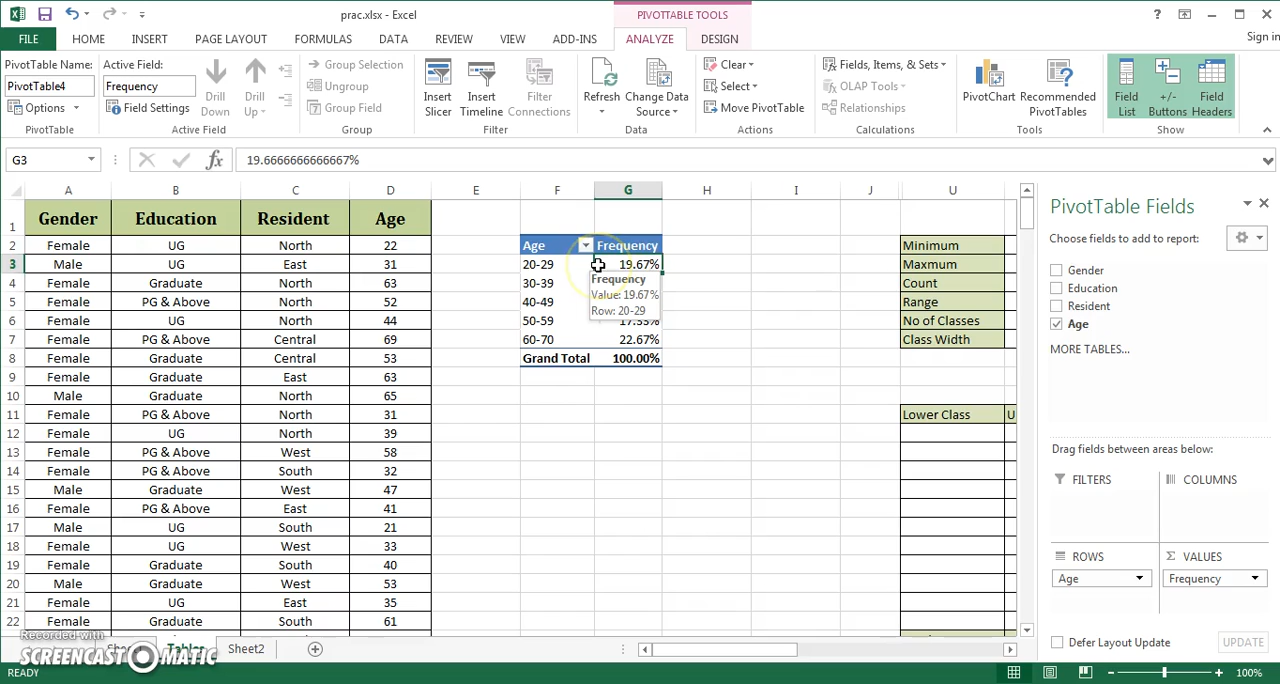 prac.xlsx - Excel
PIVOTTABLE TOOLS
?
FILE HOME INSERT PAGE LAYOUT FORMULAS DATA REVIEW VIEW ADD-INS ANALYZE DESIGN
Sign in
PivotTable Name:
PivotTable4
Options
PivotTable
Active Field:
Frequency
Field Settings
Drill Down
Drill Up
Active Field
Group Selection
Ungroup
Group Field
Group
Insert Slicer
Insert Timeline
Filter Connections
Filter
Refresh
Change Data Source
Data
Clear
Select
Move PivotTable
Actions
Fields, Items, & Sets
OLAP Tools
Relationships
Calculations
PivotChart
Recommended PivotTables
Tools
Field List
+/- Buttons
Field Headers
Show
G3
fx
19.6666666666667%
A B C D E F G H I J U
1 Gender Education Resident Age
2 Female UG North 22 Age Frequency Minimum
3 Male UG East 31 20-29 19.67% Maxmum
4 Female Graduate North 63 30-39 Count
5 Female PG & Above North 52 40-49 Range
6 Female UG North 44 50-59 17.33% No of Classes
7 Female PG & Above Central 69 60-70 22.67% Class Width
8 Female Graduate Central 53 Grand Total 100.00%
9 Female Graduate East 63
10 Male Graduate North 65
11 Female PG & Above North 31 Lower Class U
12 Female UG North 39
13 Female PG & Above West 58
14 Female PG & Above South 32
15 Male Graduate West 47
16 Female PG & Above East 41
17 Male UG South 21
18 Female UG West 33
19 Female Graduate South 40
20 Male Graduate West 53
21 Female UG East 35
22 Female Graduate South 61
Frequency
Value: 19.67%
Row: 20-29
PivotTable Fields
Choose fields to add to report:
Gender
Education
Resident
Age
MORE TABLES...
Drag fields between areas below:
FILTERS
COLUMNS
ROWS
Age
VALUES
Frequency
Defer Layout Update
UPDATE
Sheet2
Recorded with
SCREENCAST-O-MATIC
READY
100%